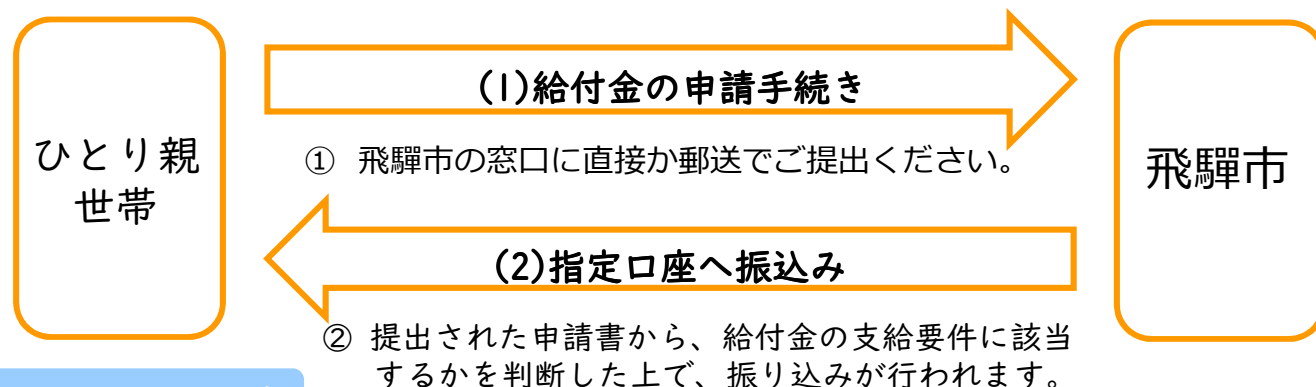 ひとり親
世帯
(1)給付金の申請手続き
① 飛驒市の窓口に直接か郵送でご提出ください。
飛驒市
(2)指定口座へ振込み
② 提出された申請書から、給付金の支給要件に該当
するかを判断した上で、振り込みが行われます。